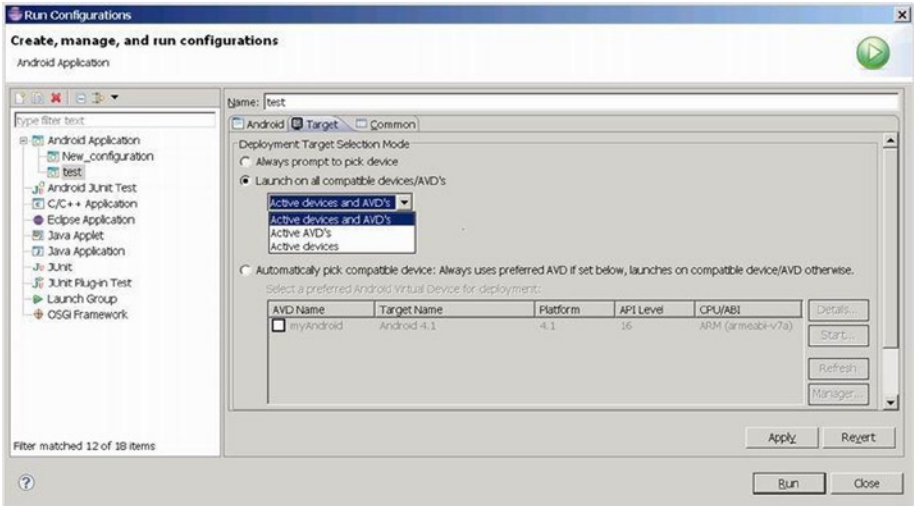 Run Configurations
Create, manage, and run configurations
Android Application
type filter text
Android Application
New_configuration
test
Android JUnit Test
C/C++ Application
Eclipse Application
Java Applet
Java Application
JUnit
JUnit Plug-in Test
Launch Group
OSGi Framework
Filter matched 12 of 18 items
Name: test
Android Target Common
Deployment Target Selection Mode
Always prompt to pick device
Launch on all compatible devices/AVD's
Active devices and AVD's
Active devices and AVD's
Active AVD's
Active devices
Automatically pick compatible device: Always uses preferred AVD if set below, launches on compatible device/AVD otherwise.
Select a preferred Android Virtual Device for deployment:
AVD Name Target Name Platform API Level CPU/ABI
myAndroid Android 4.1 4.1 16 ARM (armeabi-v7a)
Details...
Start...
Refresh
Manager...
Apply Revert
Run Close